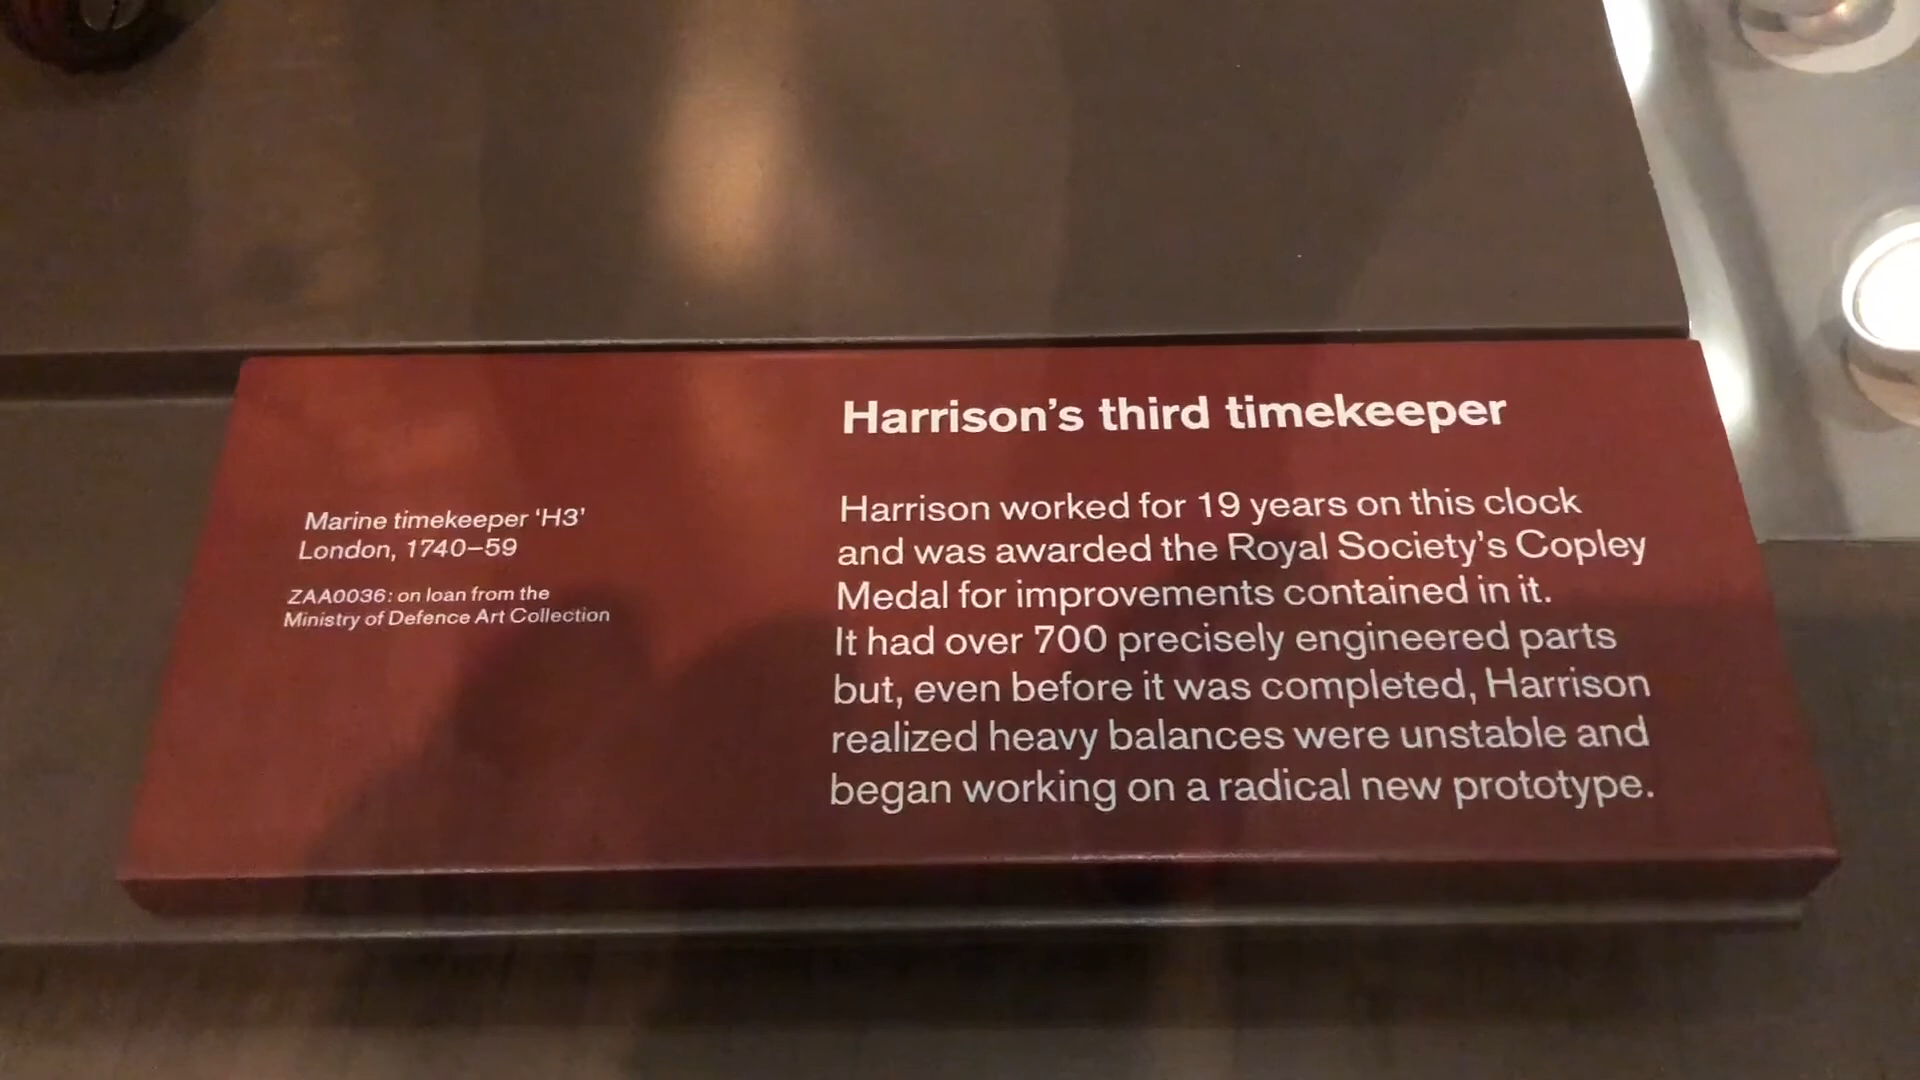 Harrison’s third timekeeper
Marine timekeeper ‘H3’
London, 1740–59
ZAA0036: on loan from the
Ministry of Defence Art Collection
Harrison worked for 19 years on this clock
and was awarded the Royal Society’s Copley
Medal for improvements contained in it.
It had over 700 precisely engineered parts
but, even before it was completed, Harrison
realized heavy balances were unstable and
began working on a radical new prototype.